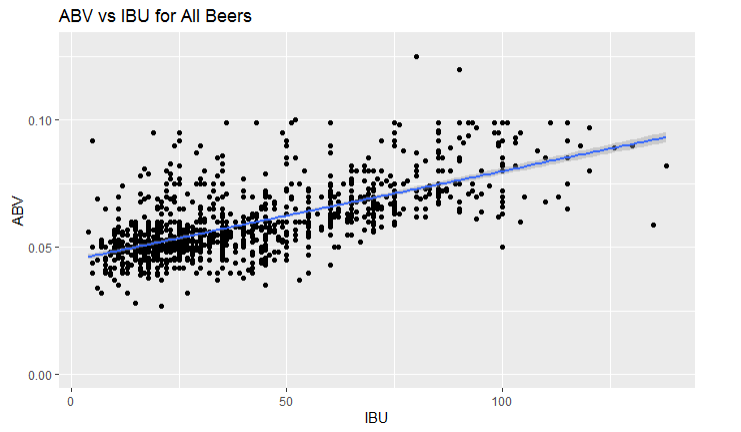 ABV vs IBU for All Beers
ABV
0.10
0.05
0.00
0
50
100
IBU